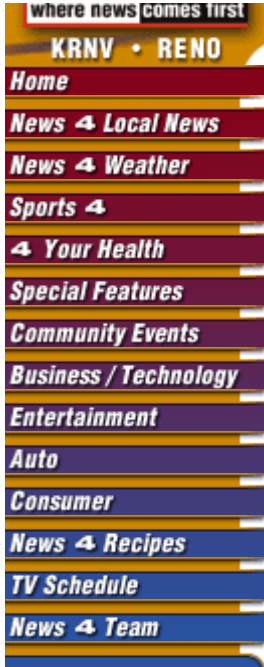 where news comes first
KRNV • RENO
Home
News 4 Local News
News 4 Weather
Sports 4
4 Your Health
Special Features
Community Events
Business / Technology
Entertainment
Auto
Consumer
News 4 Recipes
TV Schedule
News 4 Team